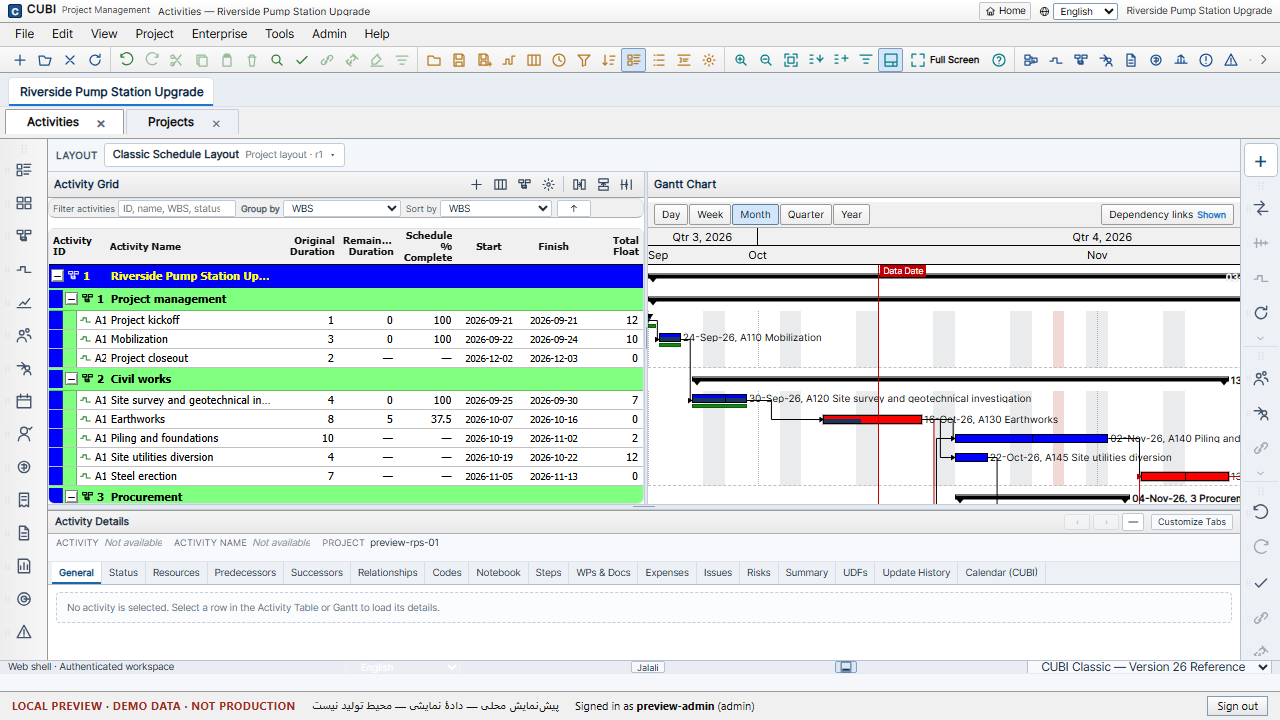 CUBI Project Management Activities — Riverside Pump Station Upgrade Home English Riverside Pump Station Upgrade
File Edit View Project Enterprise Tools Admin Help
Full Screen
Riverside Pump Station Upgrade
Activities Projects
LAYOUT Classic Schedule Layout Project layout · r1
Activity Grid
Filter activities ID, name, WBS, status Group by WBS Sort by WBS
Activity ID Activity Name Original Duration Remain... Duration Schedule % Complete Start Finish Total Float
1 Riverside Pump Station Up...
1 Project management
A1 Project kickoff 1 0 100 2026-09-21 2026-09-21 12
A1 Mobilization 3 0 100 2026-09-22 2026-09-24 10
A2 Project closeout 2 — — 2026-12-02 2026-12-03 0
2 Civil works
A1 Site survey and geotechnical in... 4 0 100 2026-09-25 2026-09-30 7
A1 Earthworks 8 5 37.5 2026-10-07 2026-10-16 0
A1 Piling and foundations 10 — — 2026-10-19 2026-11-02 2
A1 Site utilities diversion 4 — — 2026-10-19 2026-10-22 12
A1 Steel erection 7 — — 2026-11-05 2026-11-13 0
3 Procurement
Gantt Chart
Day Week Month Quarter Year Dependency links Shown
Qtr 3, 2026 Qtr 4, 2026
Sep Oct Nov
Data Date
24-Sep-26, A110 Mobilization
13
30-Sep-26, A120 Site survey and geotechnical investigation
16-Oct-26, A130 Earthworks
02-Nov-26, A140 Piling and
22-Oct-26, A145 Site utilities diversion
04-Nov-26, 3 Procurem
Activity Details Customize Tabs
ACTIVITY Not available ACTIVITY NAME Not available PROJECT preview-rps-01
General Status Resources Predecessors Successors Relationships Codes Notebook Steps WPs & Docs Expenses Issues Risks Summary UDFs Update History Calendar (CUBI)
No activity is selected. Select a row in the Activity Table or Gantt to load its details.
Web shell · Authenticated workspace English Jalali CUBI Classic — Version 26 Reference
LOCAL PREVIEW · DEMO DATA · NOT PRODUCTION پیش‌نمایش محلی — دادهٔ نمایشی — محیط تولید نیست Signed in as preview-admin (admin) Sign out